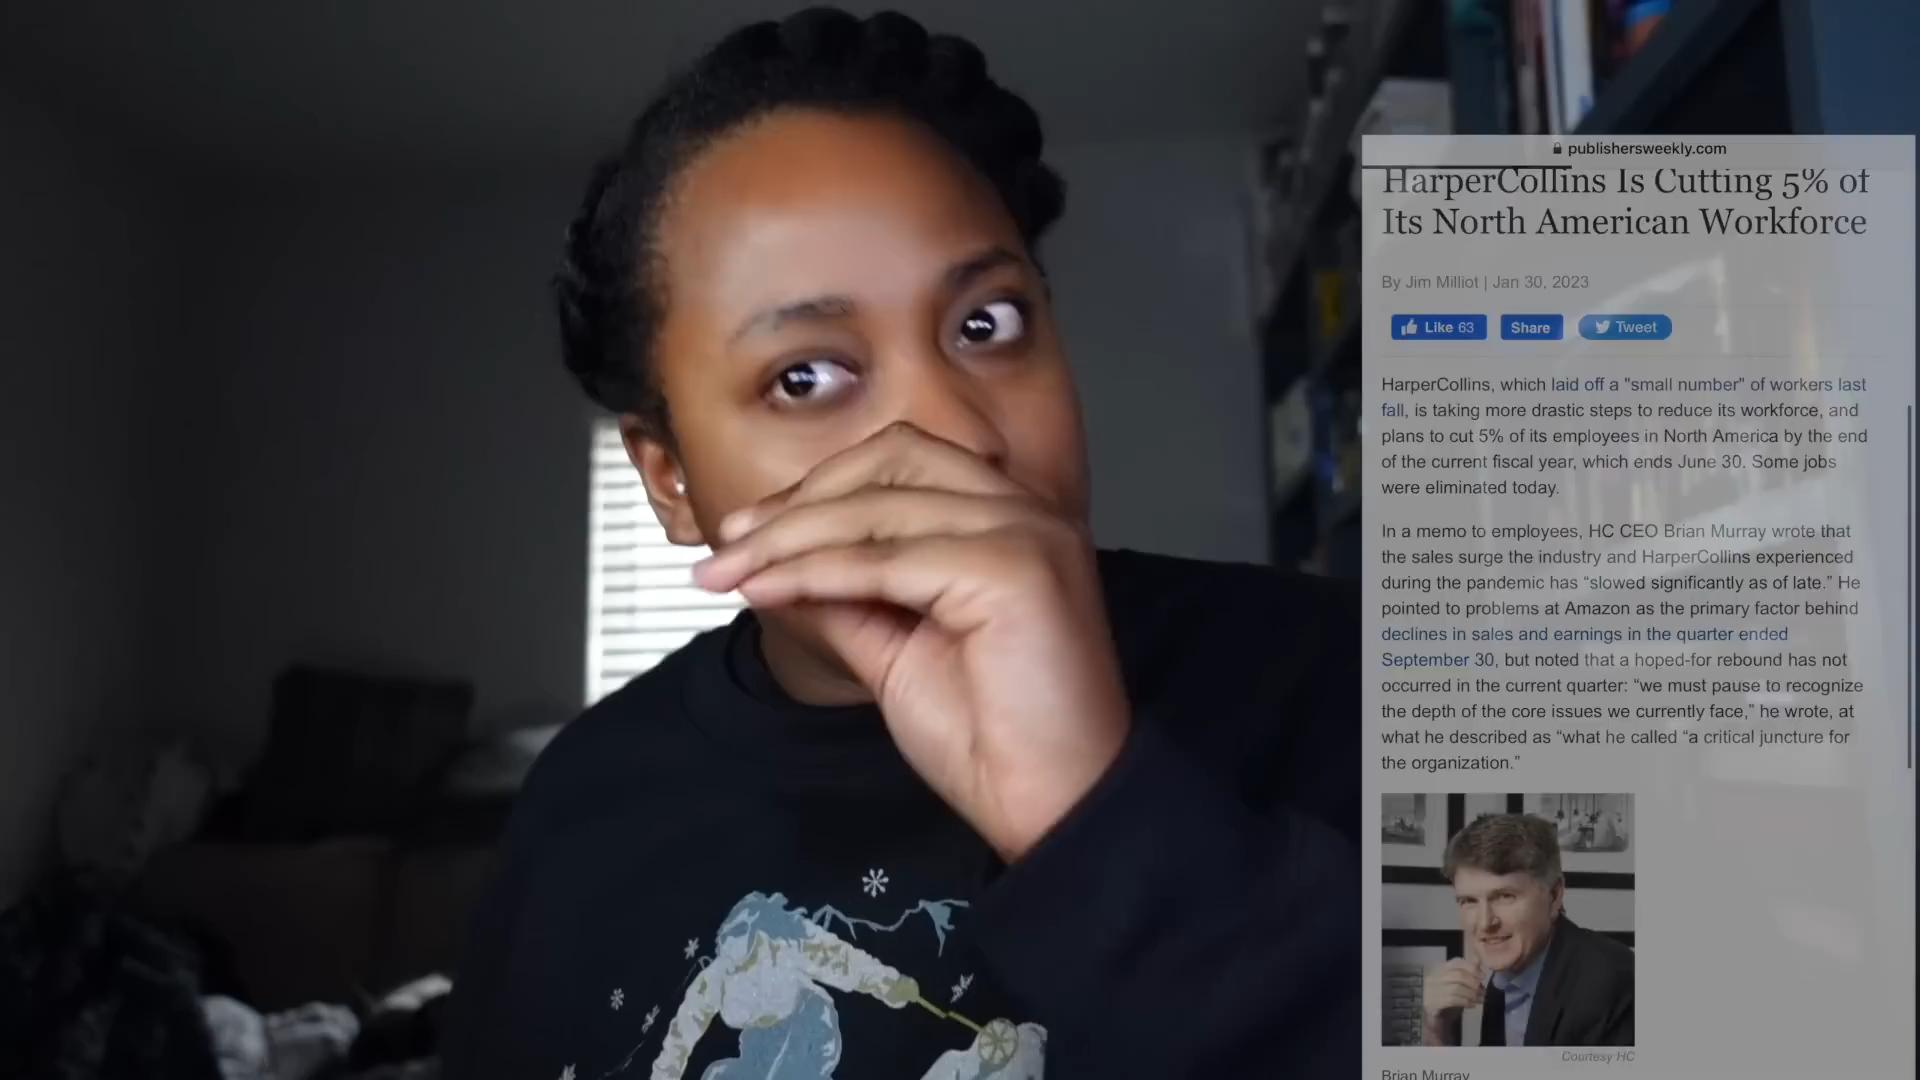 publishersweekly.com
HarperCollins Is Cutting 5% of
Its North American Workforce
By Jim Milliot | Jan 30, 2023
Like 63 Share Tweet
HarperCollins, which laid off a "small number" of workers last
fall, is taking more drastic steps to reduce its workforce, and
plans to cut 5% of its employees in North America by the end
of the current fiscal year, which ends June 30. Some jobs
were eliminated today.
In a memo to employees, HC CEO Brian Murray wrote that
the sales surge the industry and HarperCollins experienced
during the pandemic has “slowed significantly as of late.” He
pointed to problems at Amazon as the primary factor behind
declines in sales and earnings in the quarter ended
September 30, but noted that a hoped-for rebound has not
occurred in the current quarter: “we must pause to recognize
the depth of the core issues we currently face,” he wrote, at
what he described as “what he called “a critical juncture for
the organization.”
Courtesy HC
Brian Murray